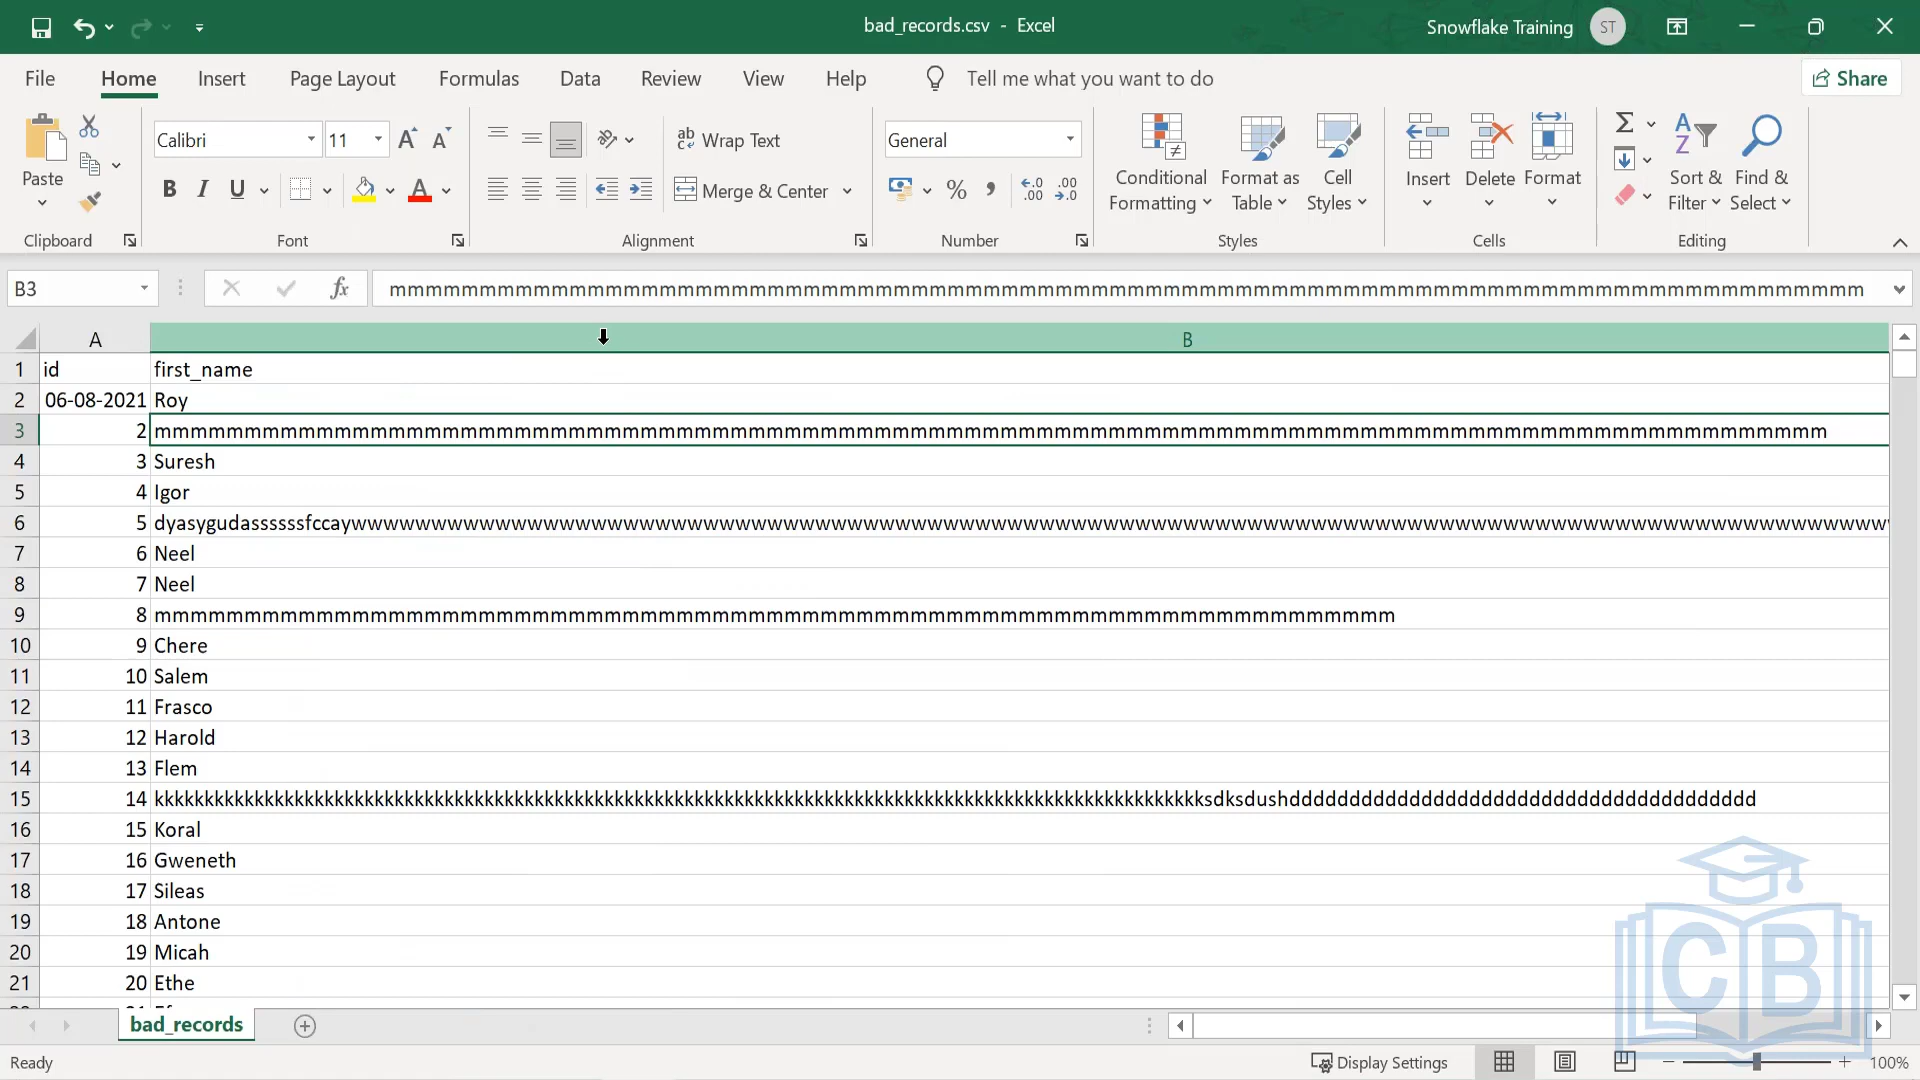 bad_records.csv - Excel
Snowflake Training ST
File Home Insert Page Layout Formulas Data Review View Help Tell me what you want to do Share
Paste
Clipboard
Calibri 11
B I U A
Font
Wrap Text
Merge & Center
Alignment
General
Number
Conditional Formatting
Format as Table
Cell Styles
Styles
Insert Delete Format
Cells
Sort & Filter
Find & Select
Editing
B3
A B
1 id first_name
2 06-08-2021 Roy
3 2
4 3 Suresh
5 4 Igor
6 5
7 6 Neel
8 7 Neel
9 8
10 9 Chere
11 10 Salem
12 11 Frasco
13 12 Harold
14 13 Flem
15 14
16 15 Koral
17 16 Gweneth
18 17 Sileas
19 18 Antone
20 19 Micah
21 20 Ethe
bad_records
Ready
Display Settings
100%
CB